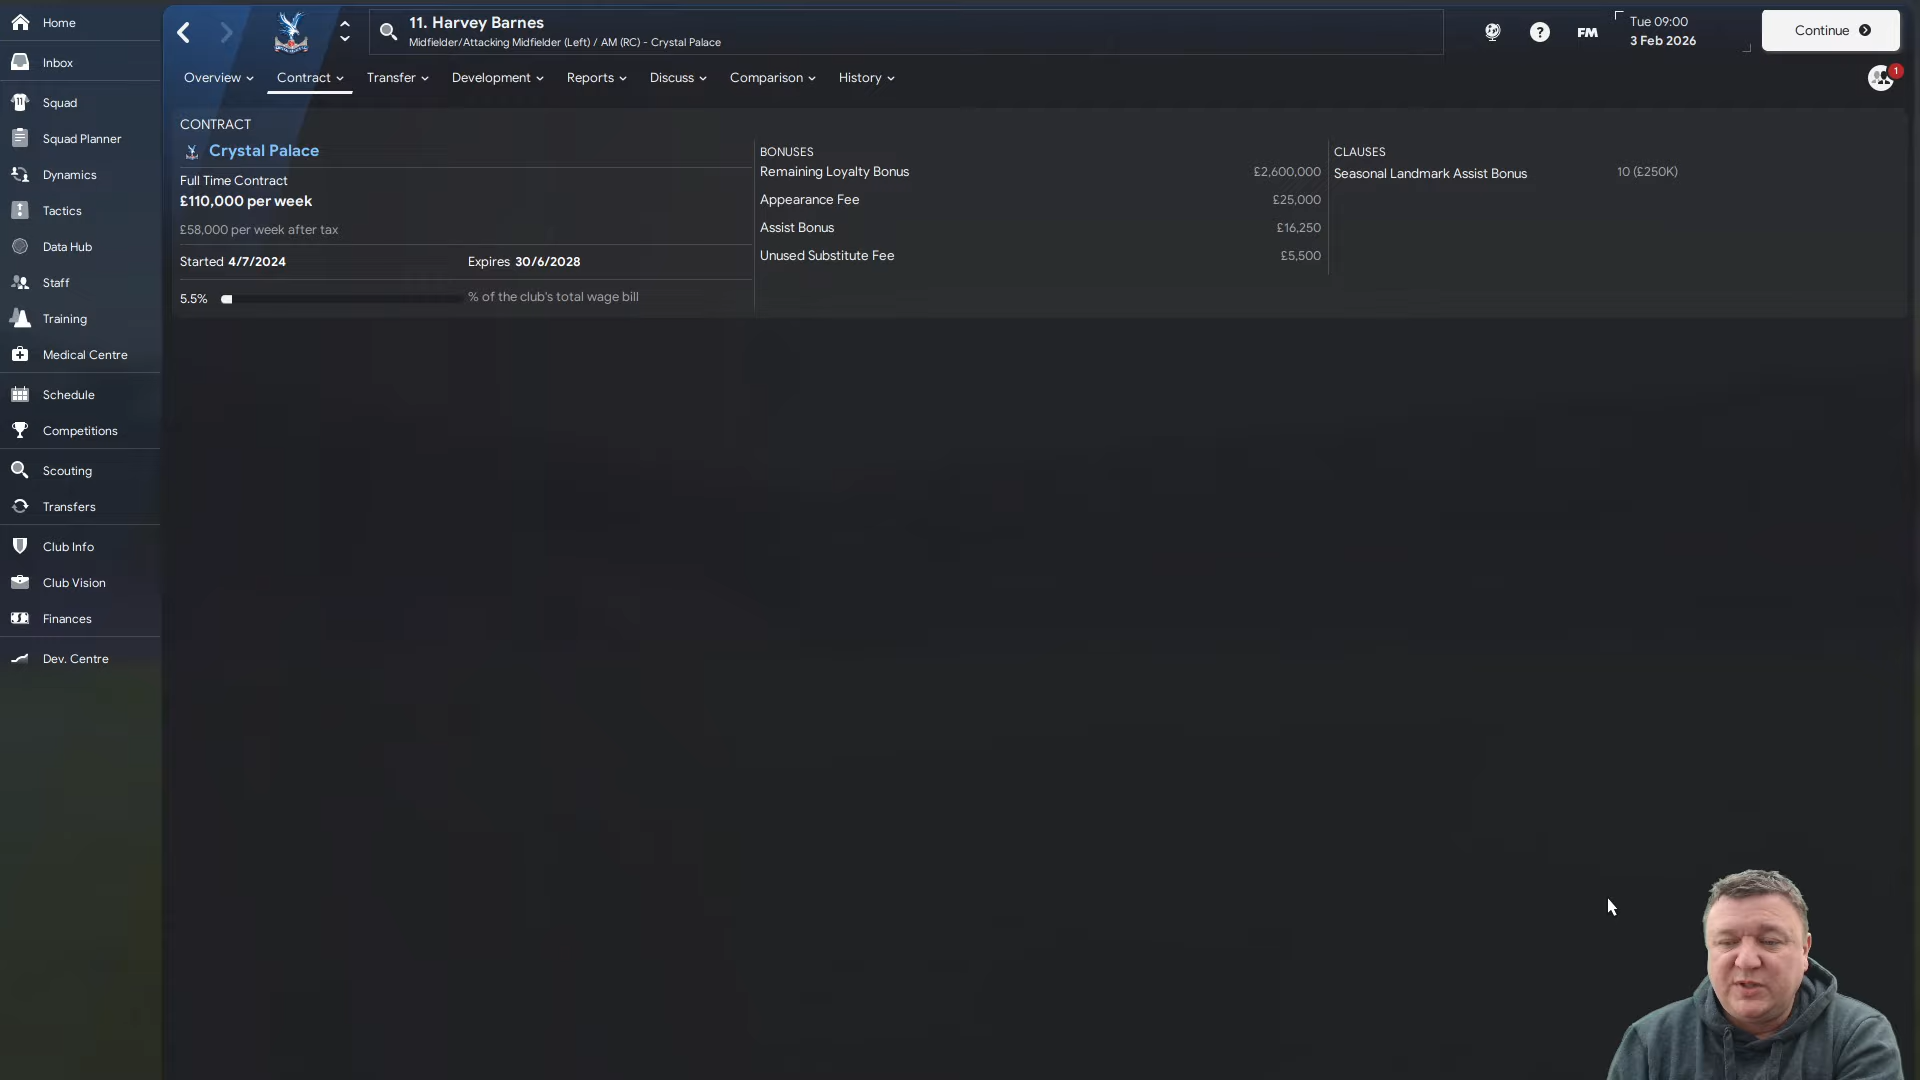 Home
Inbox
Squad
Squad Planner
Dynamics
Tactics
Data Hub
Staff
Training
Medical Centre
Schedule
Competitions
Scouting
Transfers
Club Info
Club Vision
Finances
Dev. Centre
11. Harvey Barnes
Midfielder/Attacking Midfielder (Left) / AM (RC) - Crystal Palace
?
FM
Tue 09:00
3 Feb 2026
Continue
Overview
Contract
Transfer
Development
Reports
Discuss
Comparison
History
1
CONTRACT
Crystal Palace
Full Time Contract
£110,000 per week
£58,000 per week after tax
Started 4/7/2024
Expires 30/6/2028
5.5%
% of the club's total wage bill
BONUSES
Remaining Loyalty Bonus £2,600,000
Appearance Fee £25,000
Assist Bonus £16,250
Unused Substitute Fee £5,500
CLAUSES
Seasonal Landmark Assist Bonus 10 (£250K)